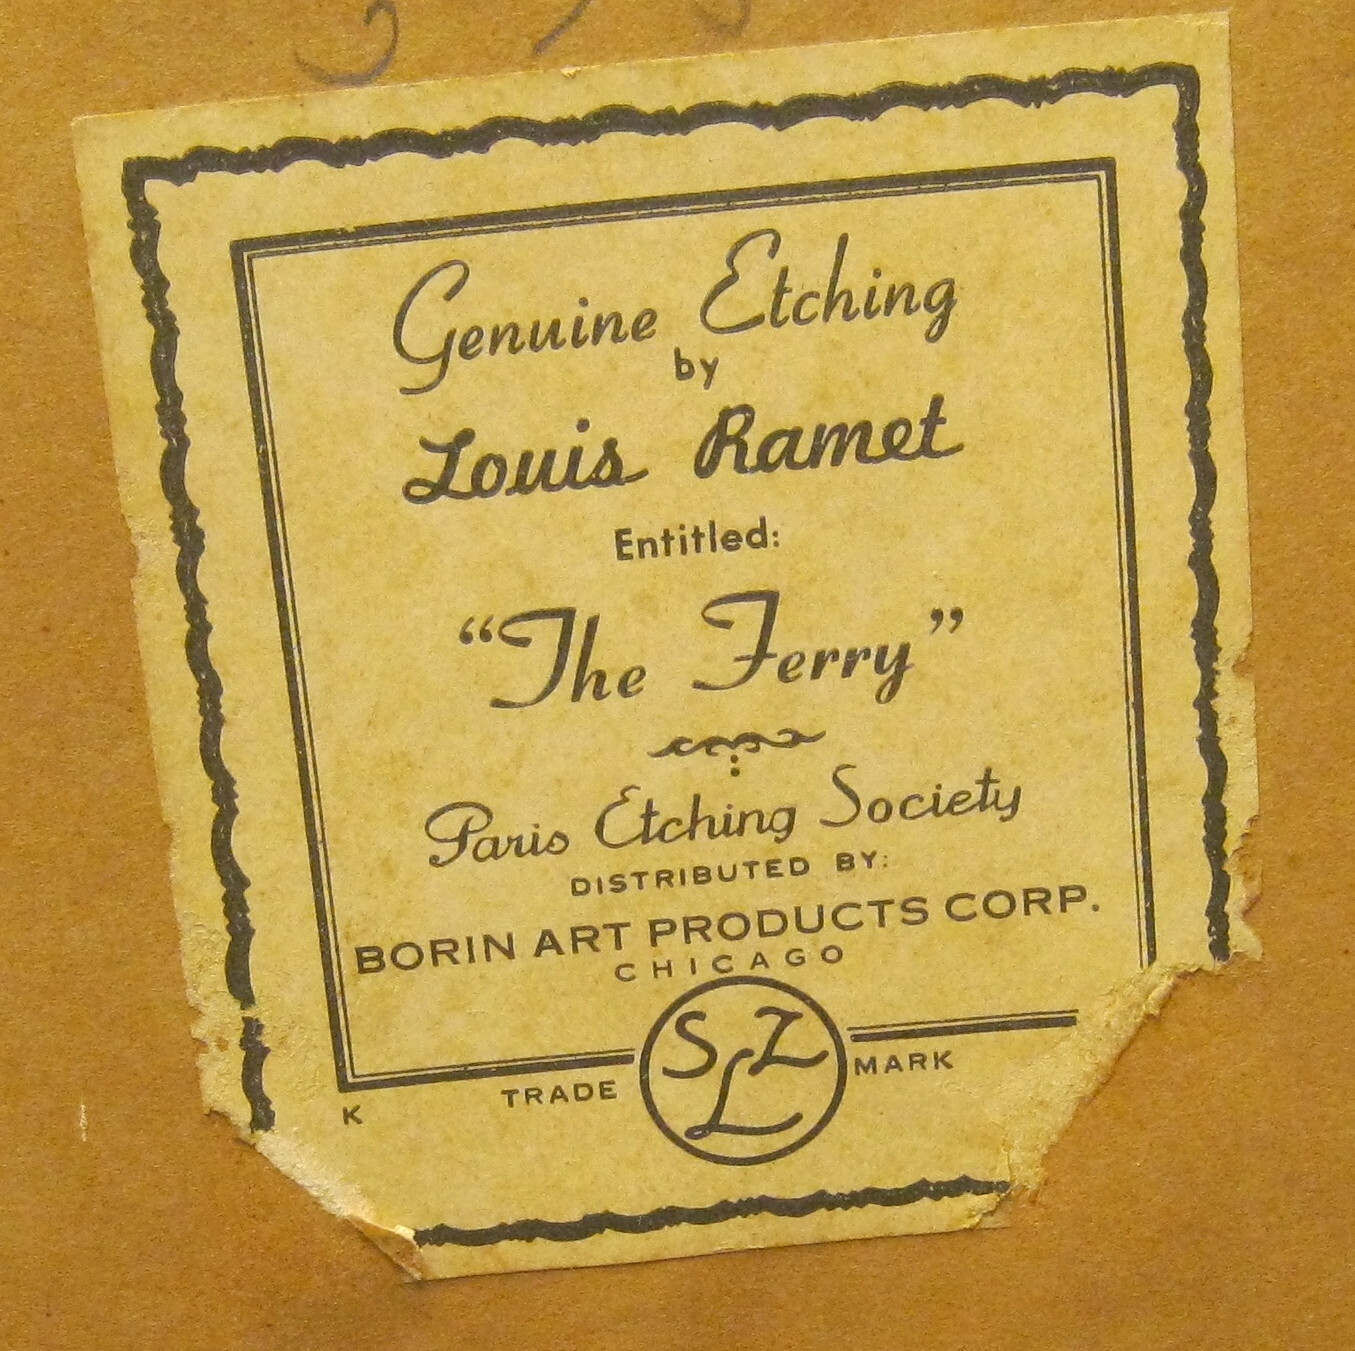 Genuine Etching
by
Louis Ramet
Entitled:
“The Ferry”
Paris Etching Society
DISTRIBUTED BY:
BORIN ART PRODUCTS CORP.
CHICAGO
SLZ
TRADE MARK
K